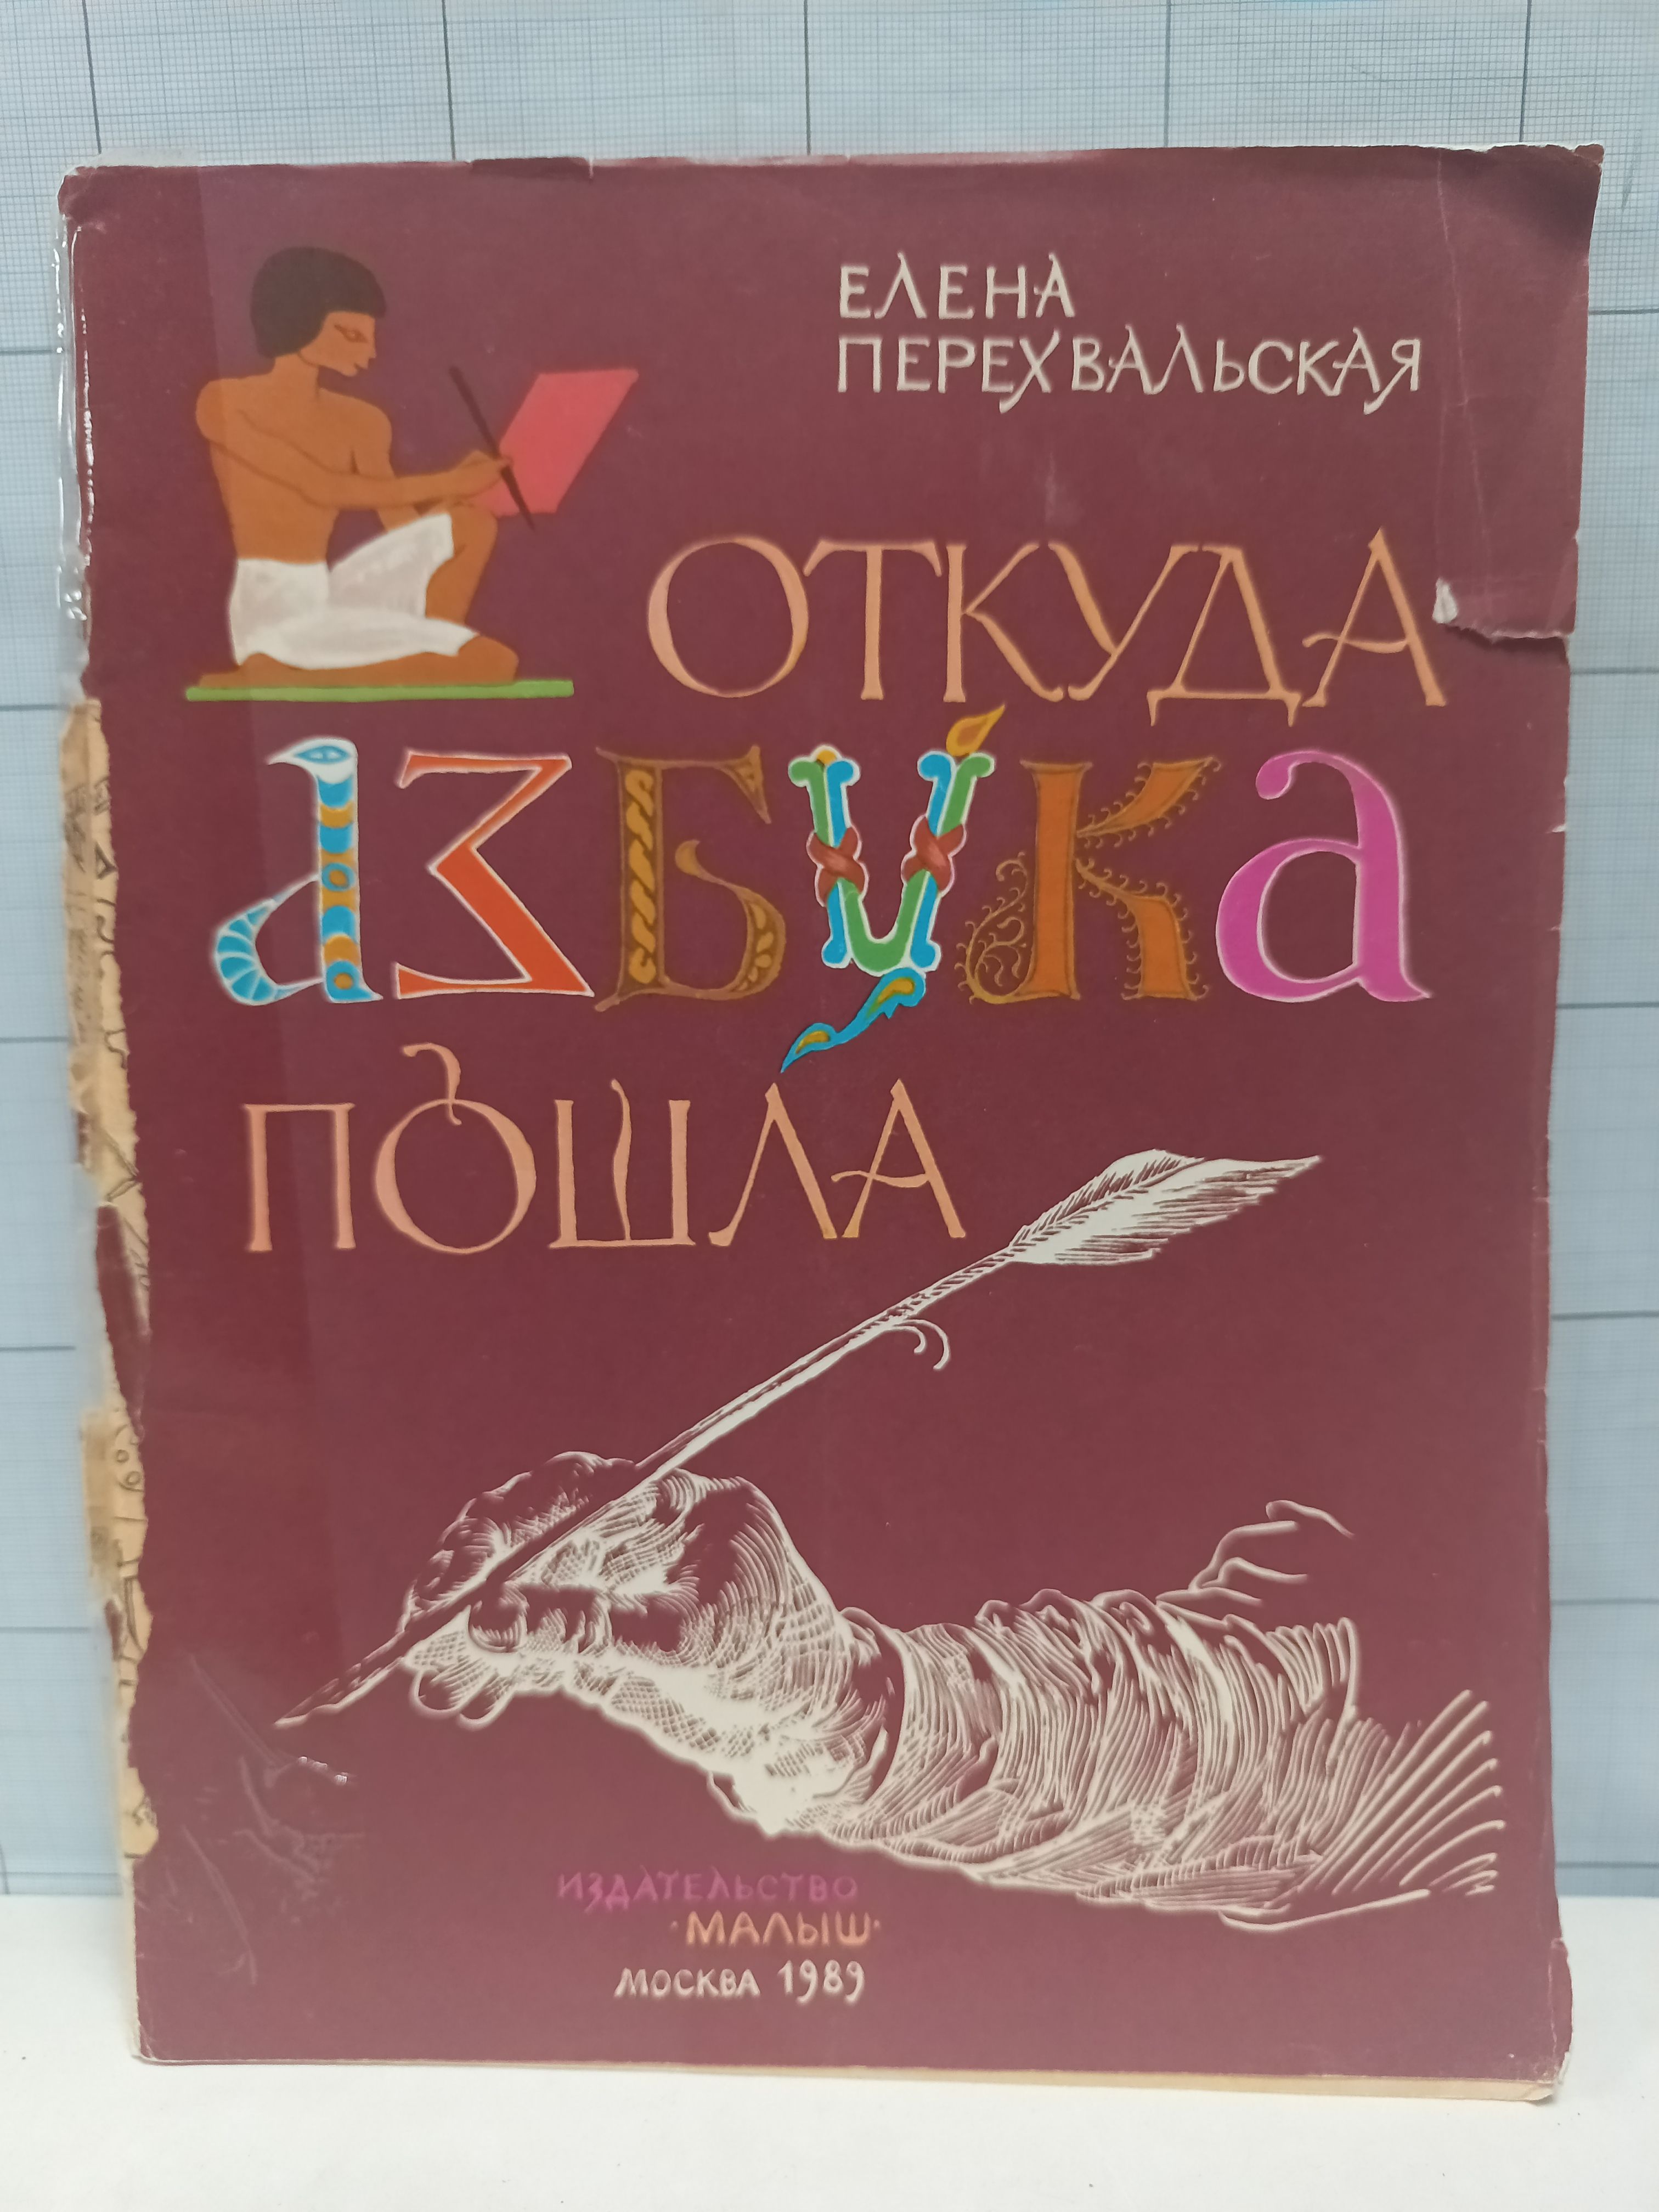 ЕЛЕНА
ПЕРЕХВАЛЬСКАЯ
ОТКУДА
АЗБУКА
ПОШЛА
ИЗДАТЕЛЬСТВО
·МАЛЫШ·
МОСКВА 1989